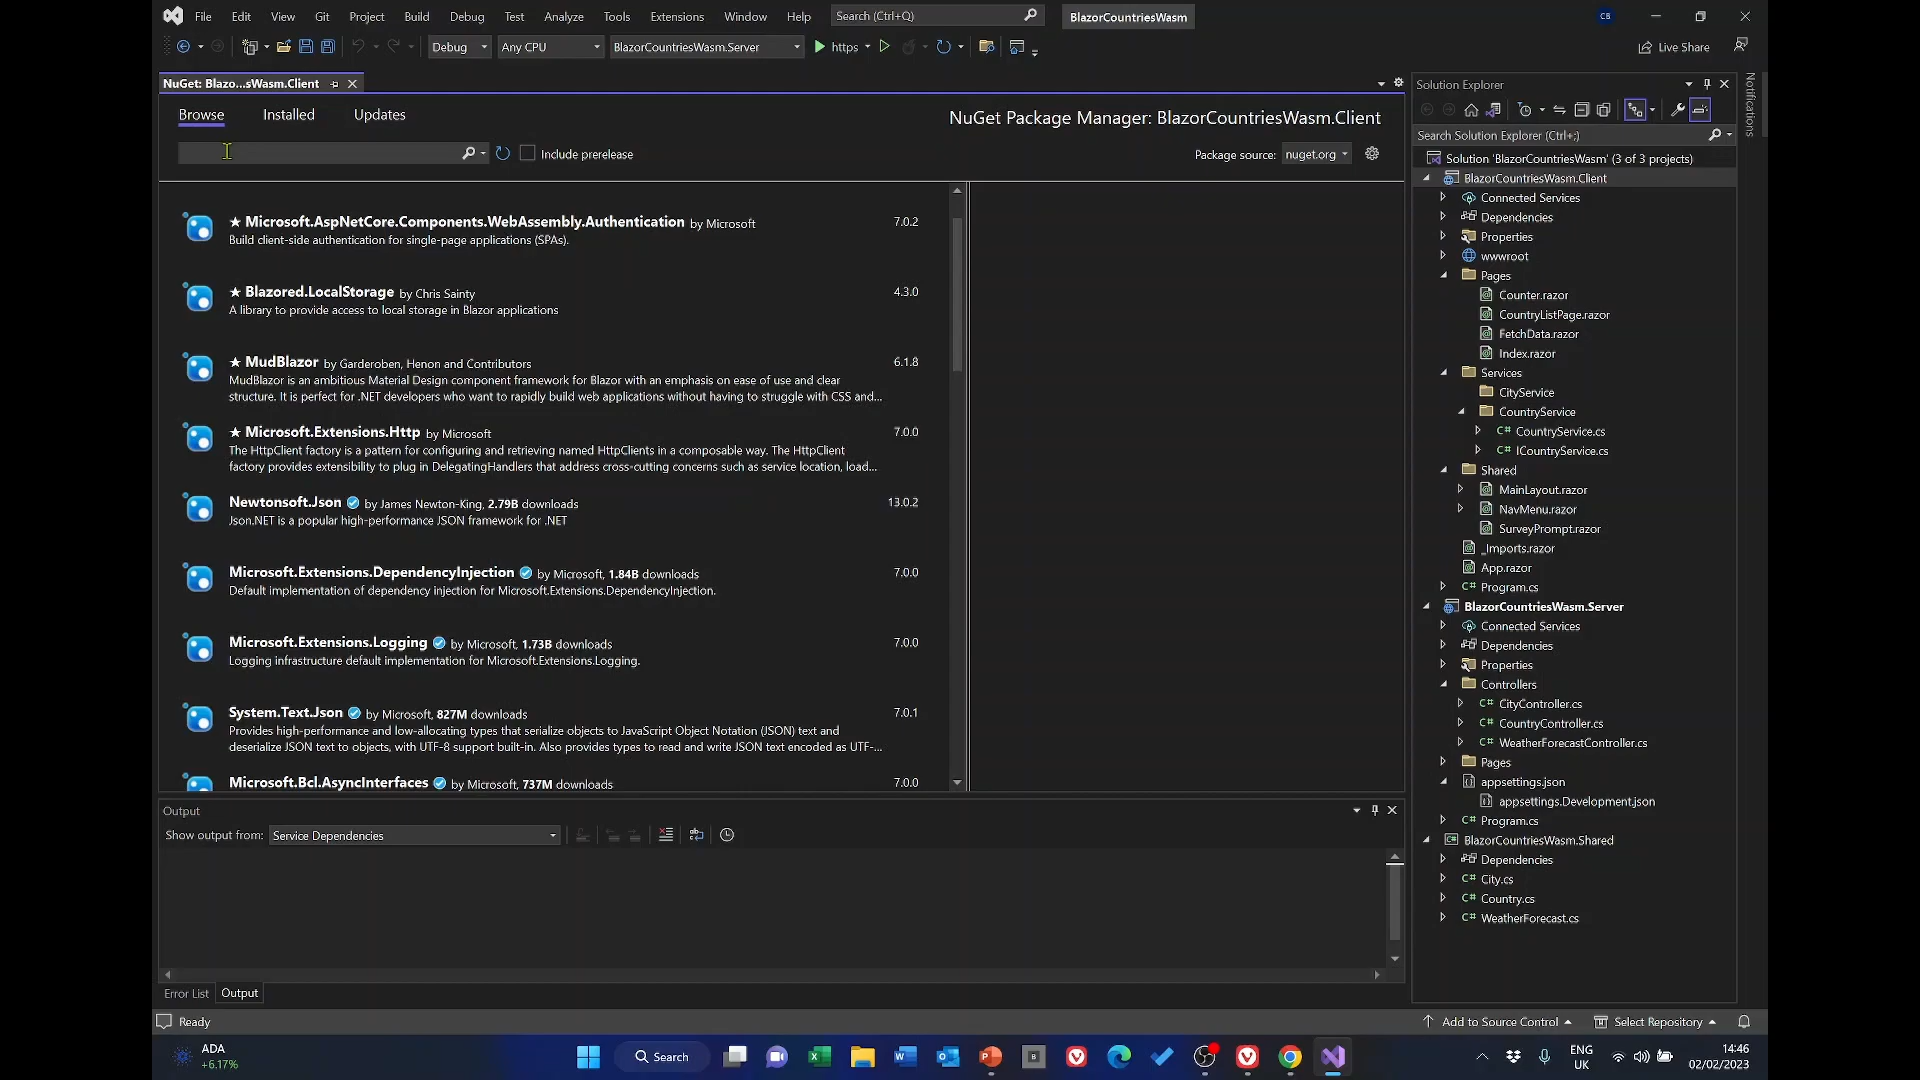 File Edit View Git Project Build Debug Test Analyze Tools Extensions Window Help Search (Ctrl+Q) BlazorCountriesWasm CB
Debug Any CPU BlazorCountriesWasm.Server https Live Share
NuGet: Blazo...sWasm.Client
Browse Installed Updates
NuGet Package Manager: BlazorCountriesWasm.Client
Include prerelease
Package source: nuget.org
★ Microsoft.AspNetCore.Components.WebAssembly.Authentication by Microsoft 7.0.2
Build client-side authentication for single-page applications (SPAs).
★ Blazored.LocalStorage by Chris Sainty 4.3.0
A library to provide access to local storage in Blazor applications
★ MudBlazor by Garderoben, Henon and Contributors 6.1.8
MudBlazor is an ambitious Material Design component framework for Blazor with an emphasis on ease of use and clear
structure. It is perfect for .NET developers who want to rapidly build web applications without having to struggle with CSS and...
★ Microsoft.Extensions.Http by Microsoft 7.0.0
The HttpClient factory is a pattern for configuring and retrieving named HttpClients in a composable way. The HttpClient
factory provides extensibility to plug in DelegatingHandlers that address cross-cutting concerns such as service location, load...
Newtonsoft.Json by James Newton-King, 2.79B downloads 13.0.2
Json.NET is a popular high-performance JSON framework for .NET
Microsoft.Extensions.DependencyInjection by Microsoft, 1.84B downloads 7.0.0
Default implementation of dependency injection for Microsoft.Extensions.DependencyInjection.
Microsoft.Extensions.Logging by Microsoft, 1.73B downloads 7.0.0
Logging infrastructure default implementation for Microsoft.Extensions.Logging.
System.Text.Json by Microsoft, 827M downloads 7.0.1
Provides high-performance and low-allocating types that serialize objects to JavaScript Object Notation (JSON) text and
deserialize JSON text to objects, with UTF-8 support built-in. Also provides types to read and write JSON text encoded as UTF-...
Microsoft.Bcl.AsyncInterfaces by Microsoft, 737M downloads 7.0.0
Output
Show output from: Service Dependencies
Error List Output
Solution Explorer
Search Solution Explorer (Ctrl+;)
Solution 'BlazorCountriesWasm' (3 of 3 projects)
BlazorCountriesWasm.Client
Connected Services
Dependencies
Properties
wwwroot
Pages
Counter.razor
CountryListPage.razor
FetchData.razor
Index.razor
Services
CityService
CountryService
C# CountryService.cs
C# ICountryService.cs
Shared
MainLayout.razor
NavMenu.razor
SurveyPrompt.razor
_Imports.razor
App.razor
C# Program.cs
BlazorCountriesWasm.Server
Connected Services
Dependencies
Properties
Controllers
C# CityController.cs
C# CountryController.cs
C# WeatherForecastController.cs
Pages
appsettings.json
appsettings.Development.json
C# Program.cs
C# BlazorCountriesWasm.Shared
Dependencies
C# City.cs
C# Country.cs
C# WeatherForecast.cs
Notifications
Ready
Add to Source Control Select Repository
ADA
+6.17%
Search
ENG
UK
14:46
02/02/2023